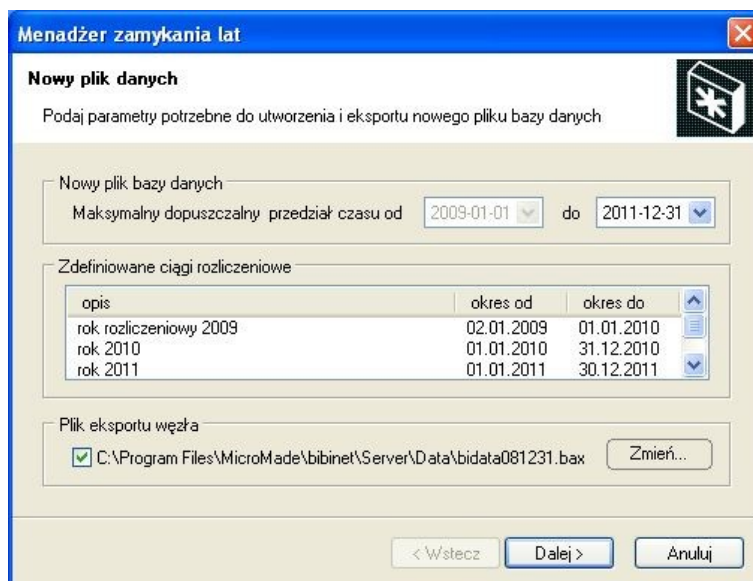 Menadżer zamykania lat
Nowy plik danych
Podaj parametry potrzebne do utworzenia i eksportu nowego pliku bazy danych
Nowy plik bazy danych
Maksymalny dopuszczalny przedział czasu od 2009-01-01 do 2011-12-31
Zdefiniowane ciągi rozliczeniowe
opis okres od okres do
rok rozliczeniowy 2009 02.01.2009 01.01.2010
rok 2010 01.01.2010 31.12.2010
rok 2011 01.01.2011 30.12.2011
Plik eksportu węzła
C:\Program Files\MicroMade\bibinet\Server\Data\bidata081231.bax Zmień...
< Wstecz Dalej > Anuluj